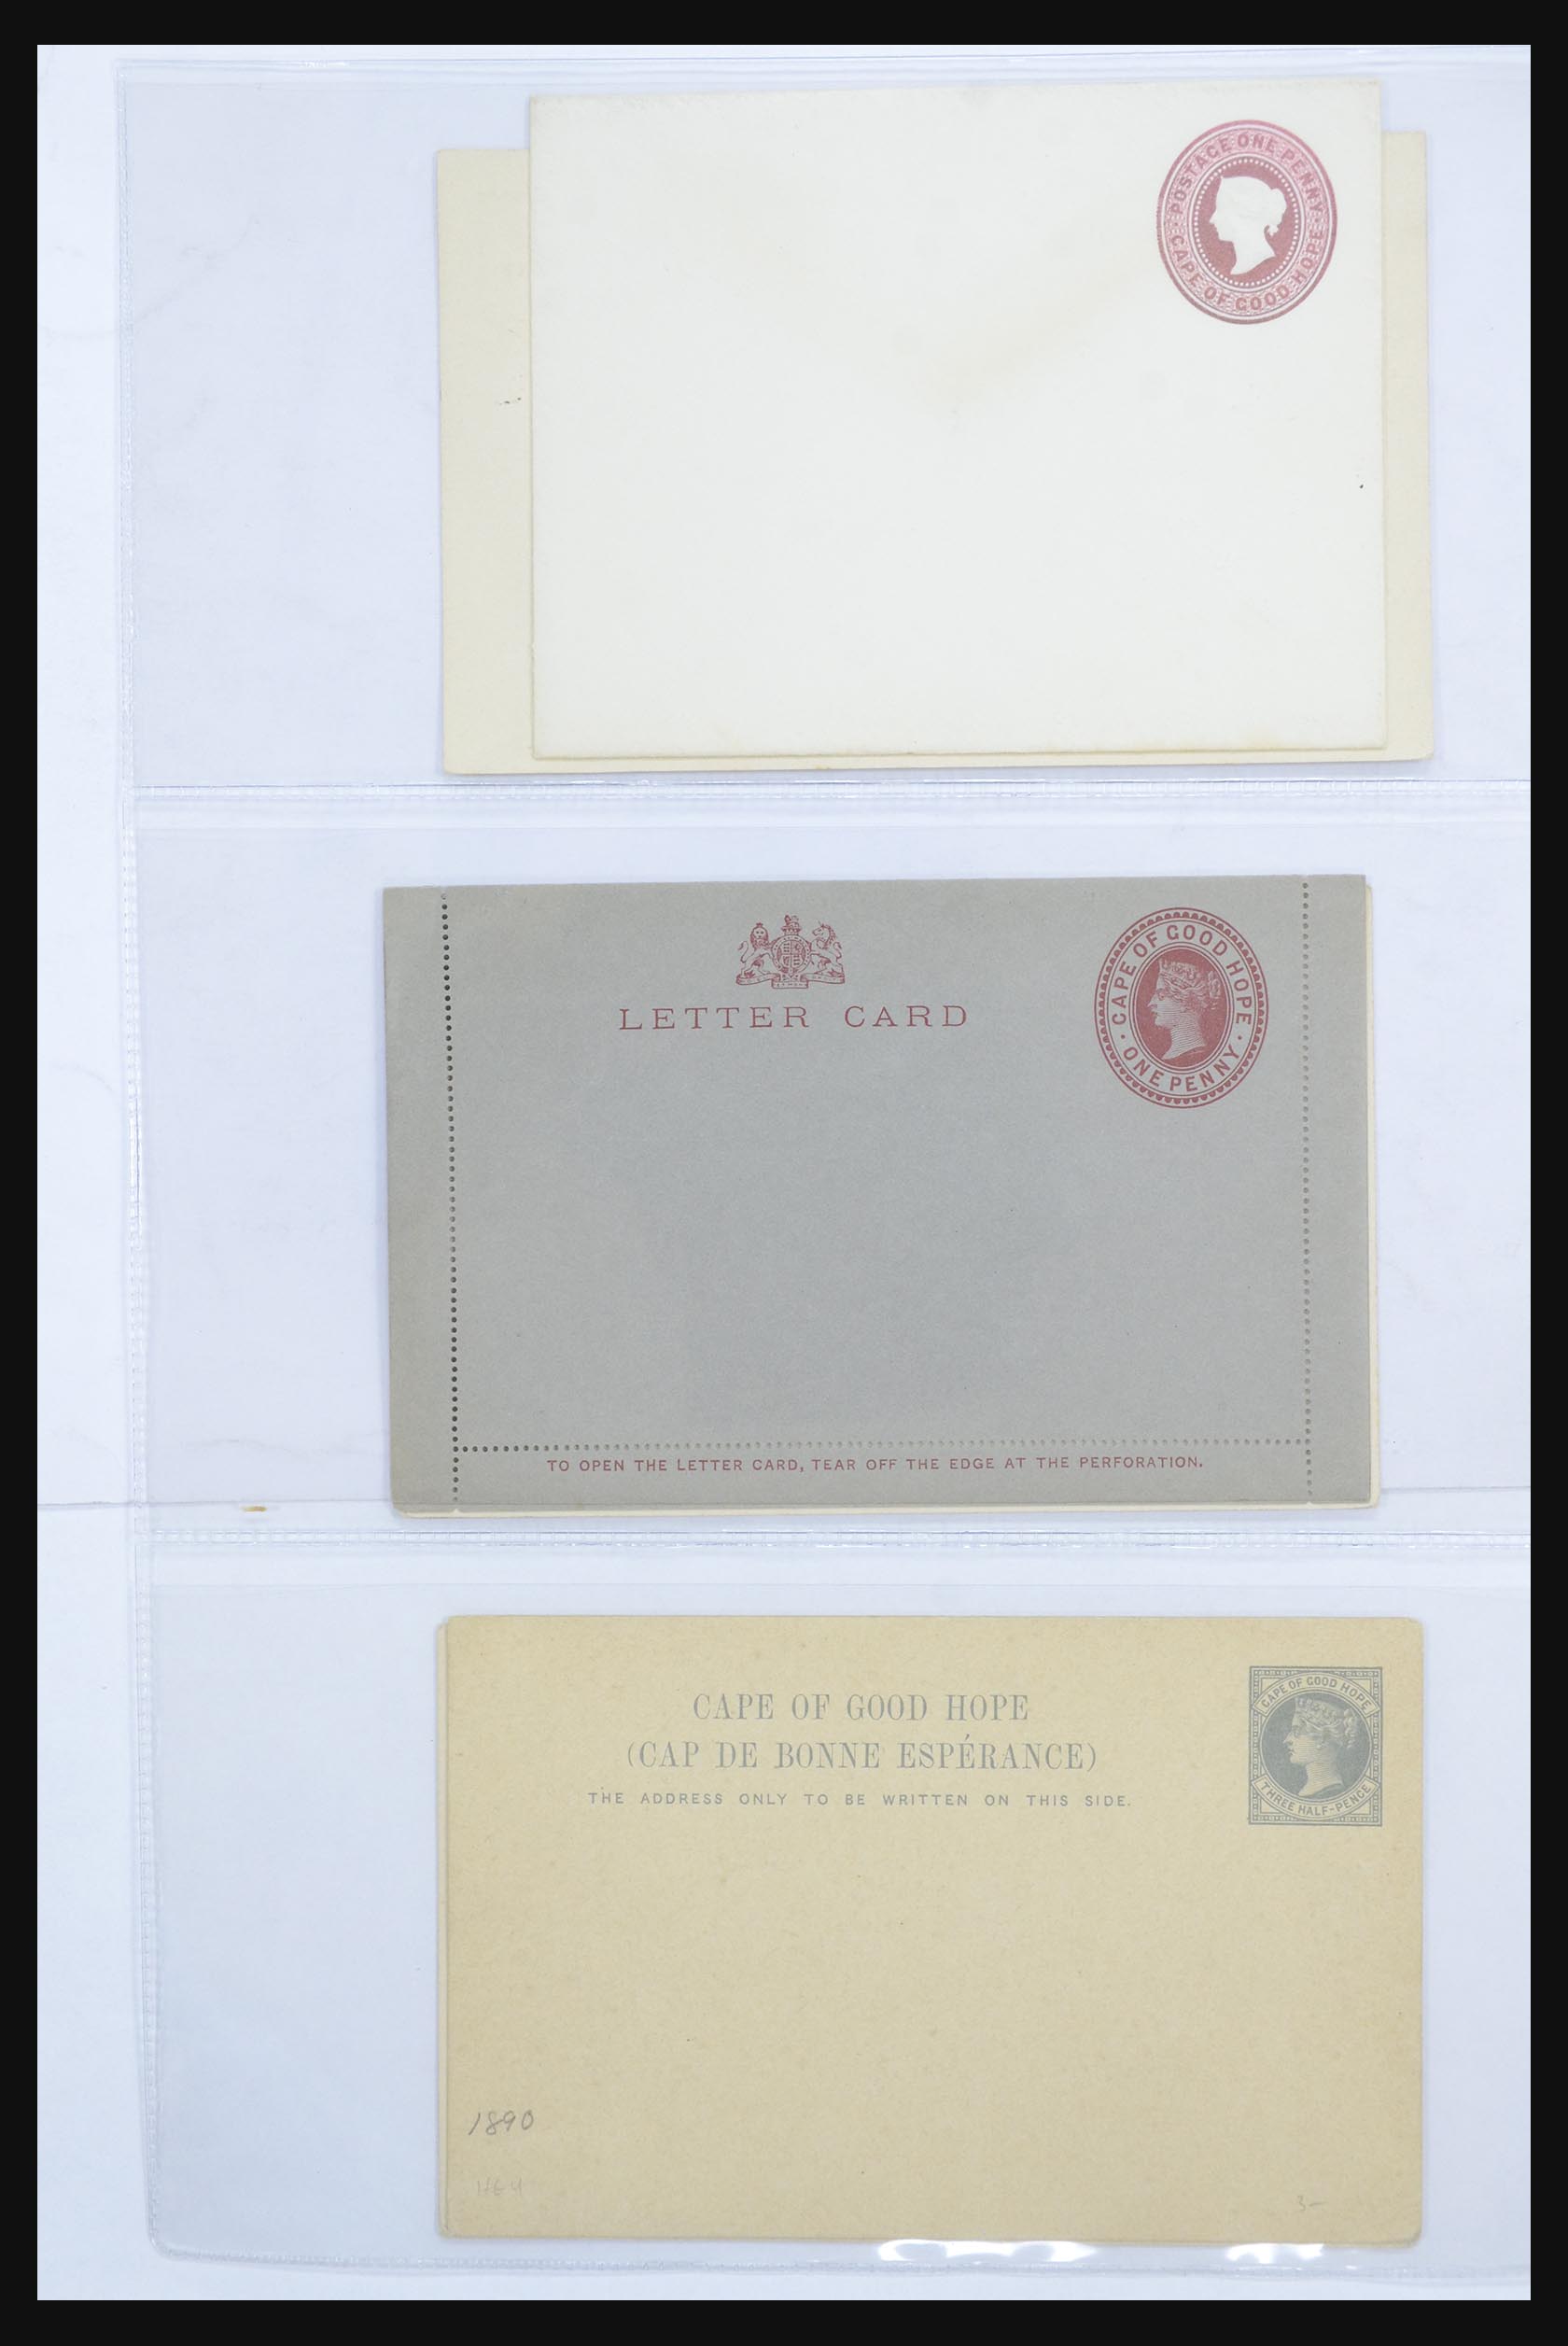 POSTAGE ONE PENNY
CAPE OF GOOD HOPE
LETTER CARD
CAPE OF GOOD HOPE
ONE PENNY
TO OPEN THE LETTER CARD, TEAR OFF THE EDGE AT THE PERFORATION.
CAPE OF GOOD HOPE
(CAP DE BONNE ESPÉRANCE)
THE ADDRESS ONLY TO BE WRITTEN ON THIS SIDE.
CAPE OF GOOD HOPE
THREE HALF-PENCE
1890
3-